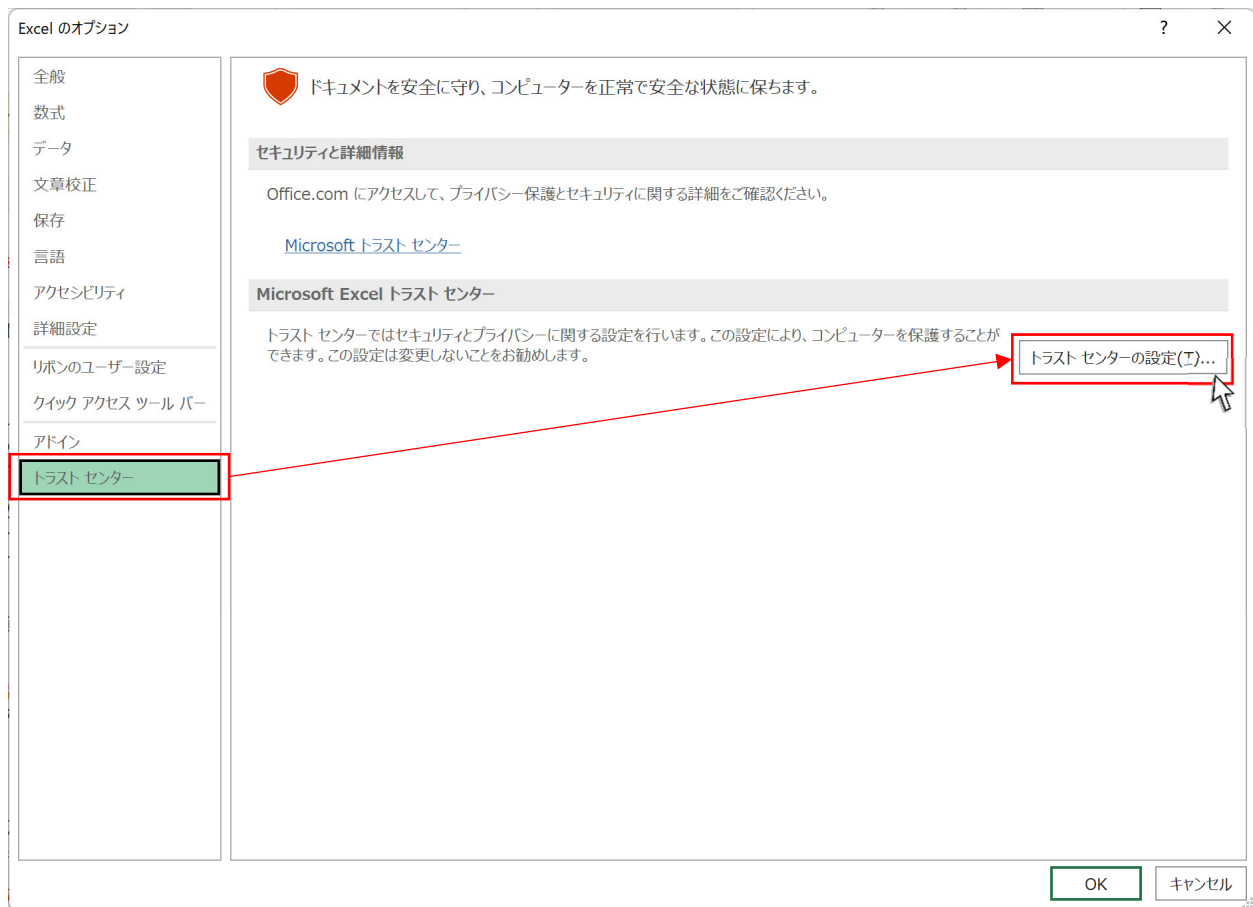 Excel のオプション
?
全般
数式
データ
文章校正
保存
言語
アクセシビリティ
詳細設定
リボンのユーザー設定
クイック アクセス ツール バー
アドイン
トラスト センター
ドキュメントを安全に守り、コンピューターを正常で安全な状態に保ちます。
セキュリティと詳細情報
Office.com にアクセスして、プライバシー保護とセキュリティに関する詳細をご確認ください。
Microsoft トラスト センター
Microsoft Excel トラスト センター
トラスト センターではセキュリティとプライバシーに関する設定を行います。この設定により、コンピューターを保護することが
できます。この設定は変更しないことをお勧めします。
トラスト センターの設定(T)...
OK
キャンセル